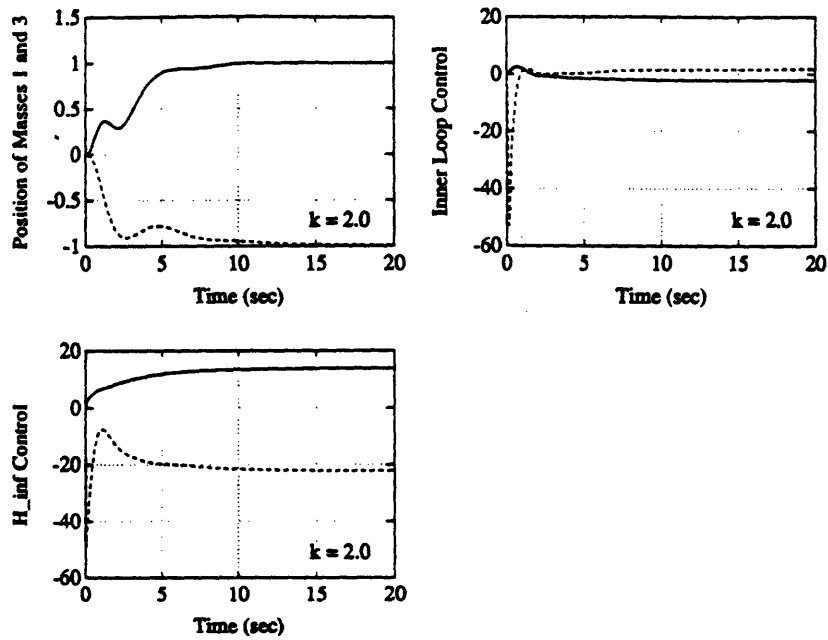 Position of Masses 1 and 3
1.5
1
0.5
0
-0.5
-1
k = 2.0
0 5 10 15 20
Time (sec)
Inner Loop Control
20
0
-20
-40
-60
k = 2.0
0 5 10 15 20
Time (sec)
H_inf Control
20
0
-20
-40
-60
k = 2.0
0 5 10 15 20
Time (sec)